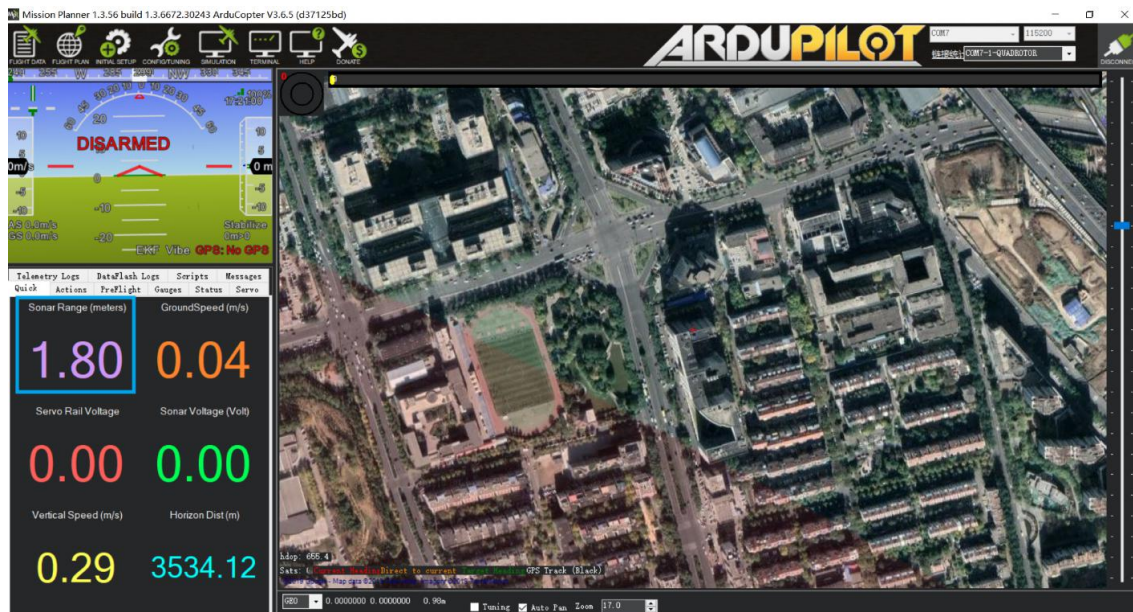 Mission Planner 1.3.56 build 1.3.6672.30243 ArduCopter V3.6.5 (d37125bd)
FLIGHT DATA FLIGHT PLAN INITIAL SETUP CONFIG/TUNING SIMULATION TERMINAL HELP DONATE
ARDUPILOT
COM7 115200
COM7-1-QUADROTOR
DISCONNECT
W NW 330 345
DISARMED
0m/s 0 m
AS 0.0m/s Stabilize
GS 0.0m/s 0m>0
EKF Vibe GPS: No GPS
Telemetry Logs DataFlash Logs Scripts Messages
Quick Actions PreFlight Gauges Status Servo
Sonar Range (meters) GroundSpeed (m/s)
1.80 0.04
Servo Rail Voltage Sonar Voltage (Volt)
0.00 0.00
Vertical Speed (m/s) Horizon Dist (m)
0.29 3534.12
hdop: 655.4
Sats: Current Heading Direct to current Target Heading GPS Track (Black)
GEO 0.0000000 0.0000000 0.98m Tuning Auto Pan Zoom 17.0